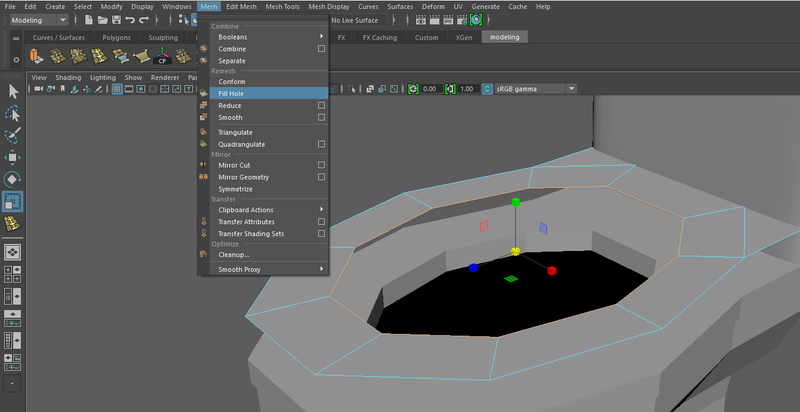 File Edit Create Select Modify Display Windows Mesh Edit Mesh Mesh Tools Mesh Display Curves Surfaces Deform UV Generate Cache Help
Modeling No Live Surface
Curves / Surfaces Polygons Sculpting FX FX Caching Custom XGen modeling
CP
View Shading Lighting Show Renderer
0.00 1.00 sRGB gamma
Combine
Booleans
Combine
Separate
Remesh
Conform
Fill Hole
Reduce
Smooth
Triangulate
Quadrangulate
Mirror
Mirror Cut
Mirror Geometry
Symmetrize
Transfer
Clipboard Actions
Transfer Attributes
Transfer Shading Sets
Optimize
Cleanup...
Smooth Proxy